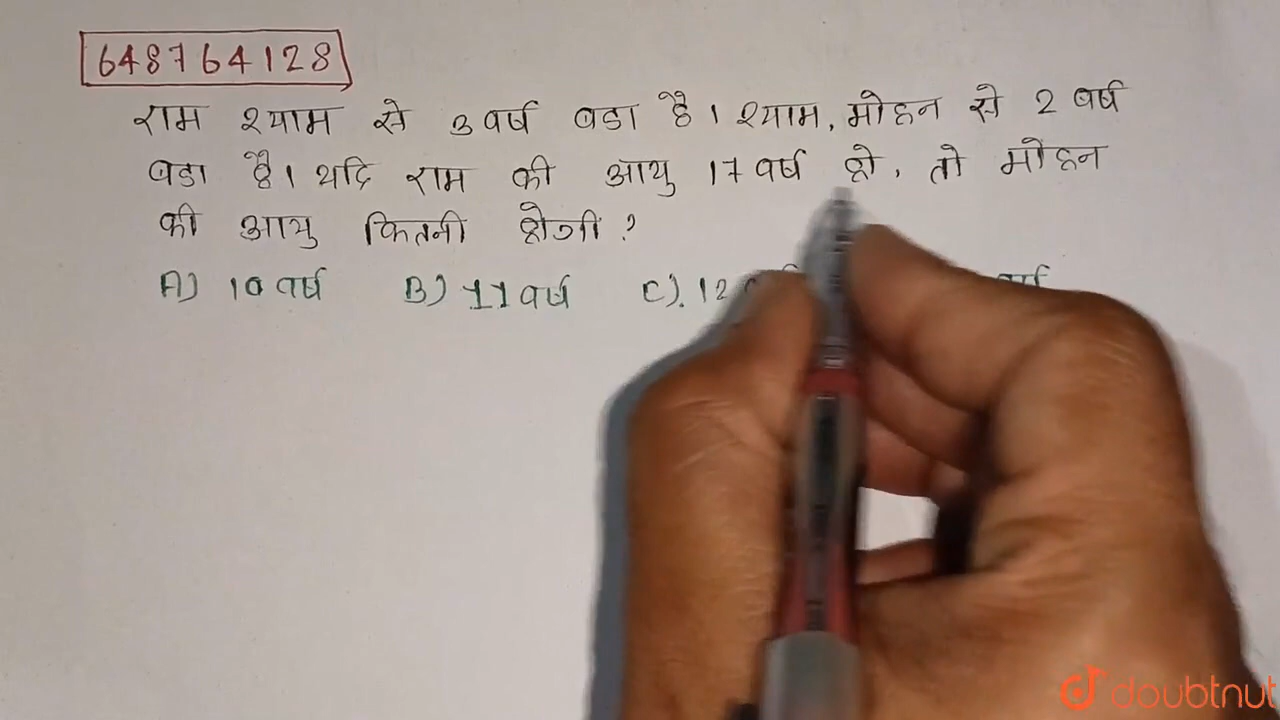 648764128
राम श्याम से 3 वर्ष बडा है। श्याम, मोहन से 2 वर्ष
बडा है। यदि राम की आयु 17 वर्ष हो, तो मोहन
की आयु कितनी होगी?
A) 10 वर्ष B) 11 वर्ष C). 12 वर्ष
doubtnut